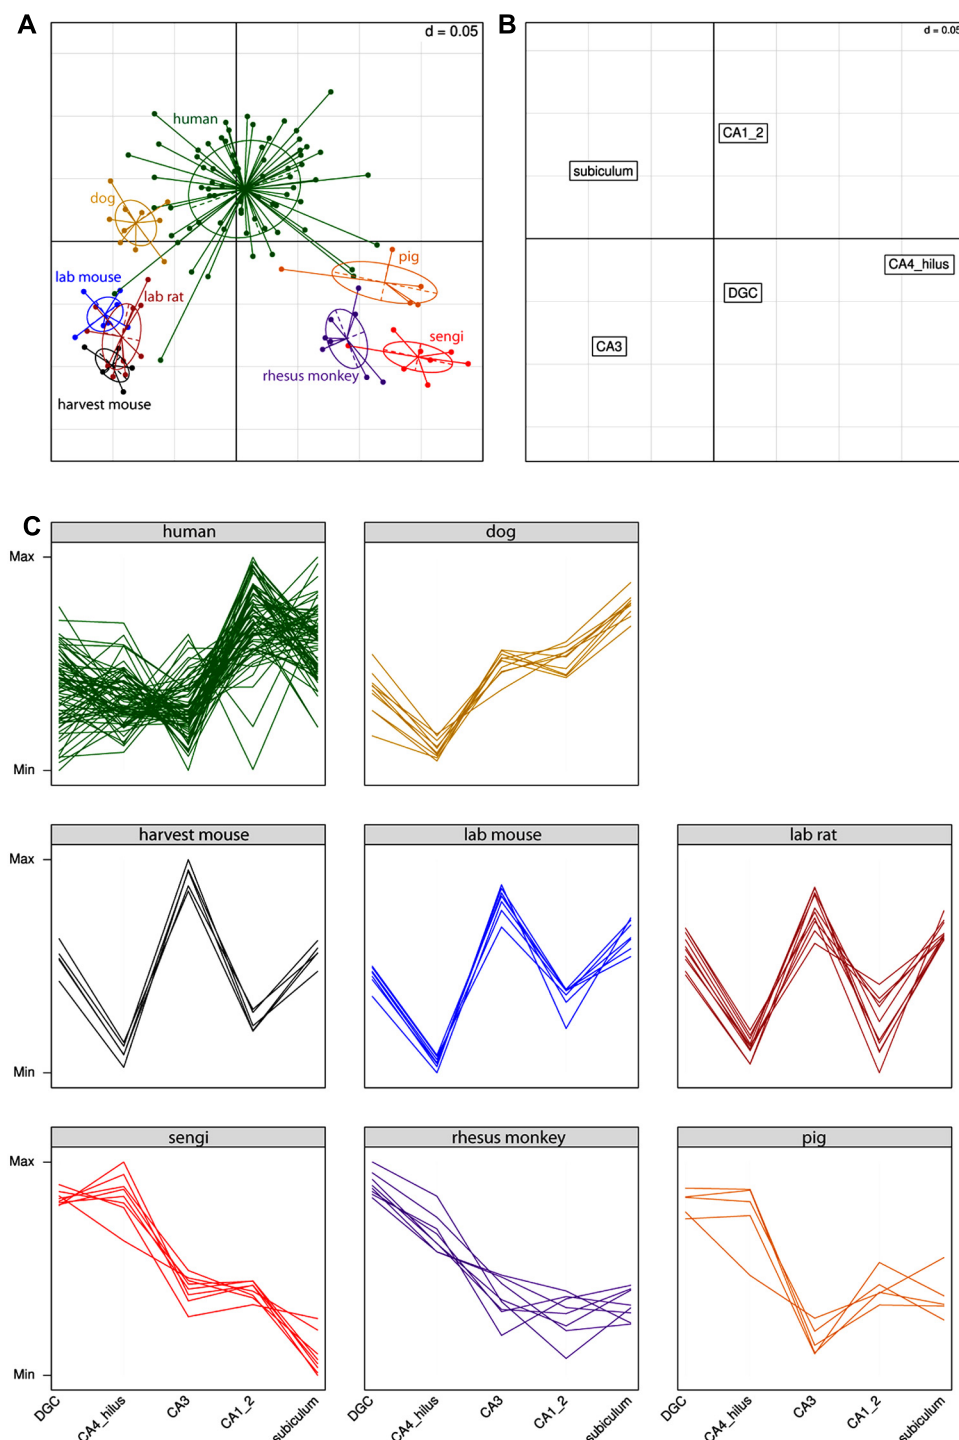 A
d = 0.05
human
dog
lab mouse
lab rat
harvest mouse
pig
sengi
rhesus monkey
B
d = 0.05
CA1_2
subiculum
CA4_hilus
DGC
CA3
C
human
dog
Max
Min
harvest mouse
lab mouse
lab rat
Max
Min
sengi
rhesus monkey
pig
Max
Min
DGC
CA4_hilus
CA3
CA1_2
subiculum
DGC
CA4_hilus
CA3
CA1_2
subiculum
DGC
CA4_hilus
CA3
CA1_2
subiculum